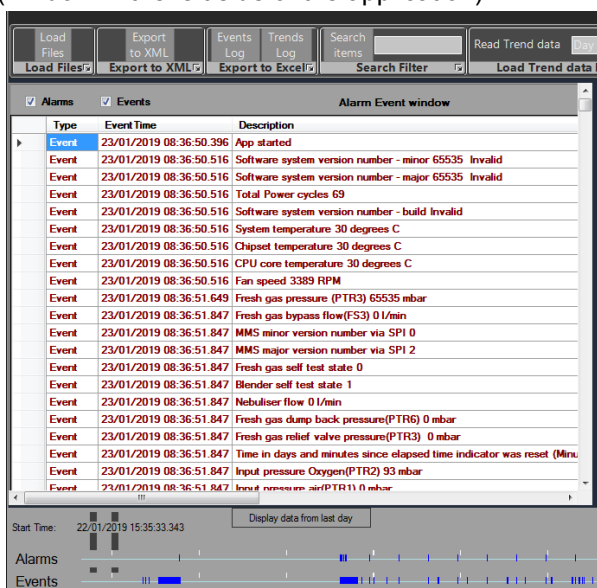 Load Files
Export to XML
Events Log
Trends Log
Search items
Read Trend data Day
Load Files
Export to XML
Export to Excel
Search Filter
Load Trend data
Alarms
Events
Alarm Event window
Type EventTime Description
Event 23/01/2019 08:36:50.396 App started
Event 23/01/2019 08:36:50.516 Software system version number - minor 65535 Invalid
Event 23/01/2019 08:36:50.516 Software system version number - major 65535 Invalid
Event 23/01/2019 08:36:50.516 Total Power cycles 69
Event 23/01/2019 08:36:50.516 Software system version number - build Invalid
Event 23/01/2019 08:36:50.516 System temperature 30 degrees C
Event 23/01/2019 08:36:50.516 Chipset temperature 30 degrees C
Event 23/01/2019 08:36:50.516 CPU core temperature 30 degrees C
Event 23/01/2019 08:36:50.516 Fan speed 3389 RPM
Event 23/01/2019 08:36:51.649 Fresh gas pressure (PTR3) 65535 mbar
Event 23/01/2019 08:36:51.847 Fresh gas bypass flow(FS3) 0 l/min
Event 23/01/2019 08:36:51.847 MMS minor version number via SPI 0
Event 23/01/2019 08:36:51.847 MMS major version number via SPI 2
Event 23/01/2019 08:36:51.847 Fresh gas self test state 0
Event 23/01/2019 08:36:51.847 Blender self test state 1
Event 23/01/2019 08:36:51.847 Nebuliser flow 0 l/min
Event 23/01/2019 08:36:51.847 Fresh gas dump back pressure(PTR6) 0 mbar
Event 23/01/2019 08:36:51.847 Fresh gas relief valve pressure(PTR3) 0 mbar
Event 23/01/2019 08:36:51.847 Time in days and minutes since elapsed time indicator was reset (Minu
Event 23/01/2019 08:36:51.847 Input pressure Oxygen(PTR2) 93 mbar
Event 23/01/2019 08:36:51.847 Input pressure air(PTR1) 0 mbar
Display data from last day
Start Time: 22/01/2019 15:35:33.343
Alarms
Events